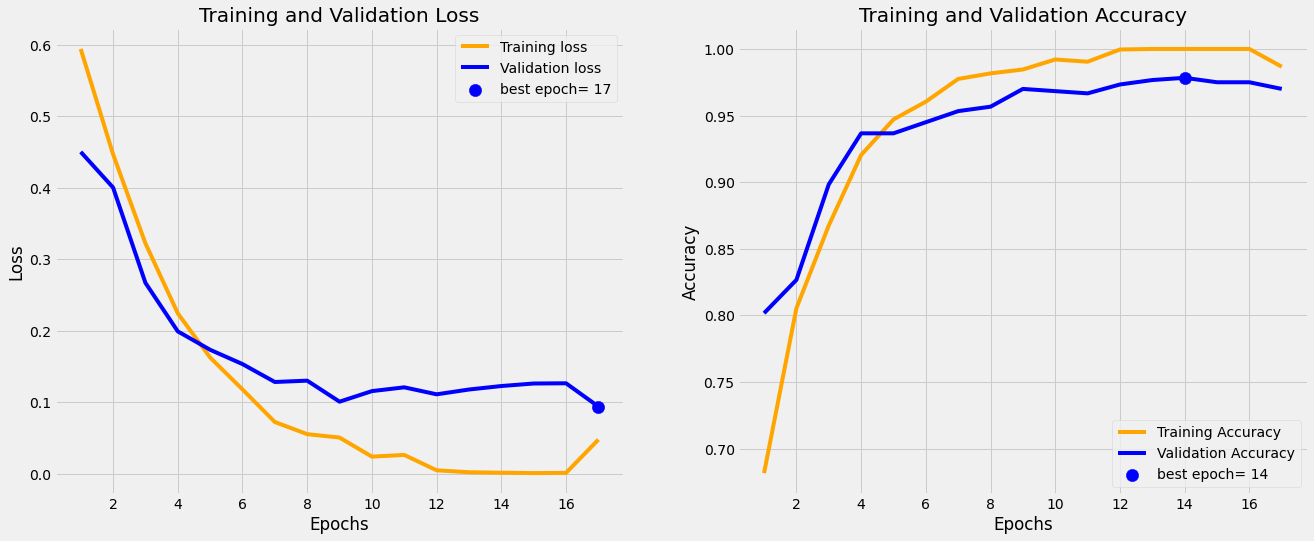 Training and Validation Loss
0.6
0.5
0.4
0.3
0.2
0.1
0.0
Loss
Training loss
Validation loss
best epoch= 17
2 4 6 8 10 12 14 16
Epochs
Training and Validation Accuracy
1.00
0.95
0.90
0.85
0.80
0.75
0.70
Accuracy
Training Accuracy
Validation Accuracy
best epoch= 14
2 4 6 8 10 12 14 16
Epochs